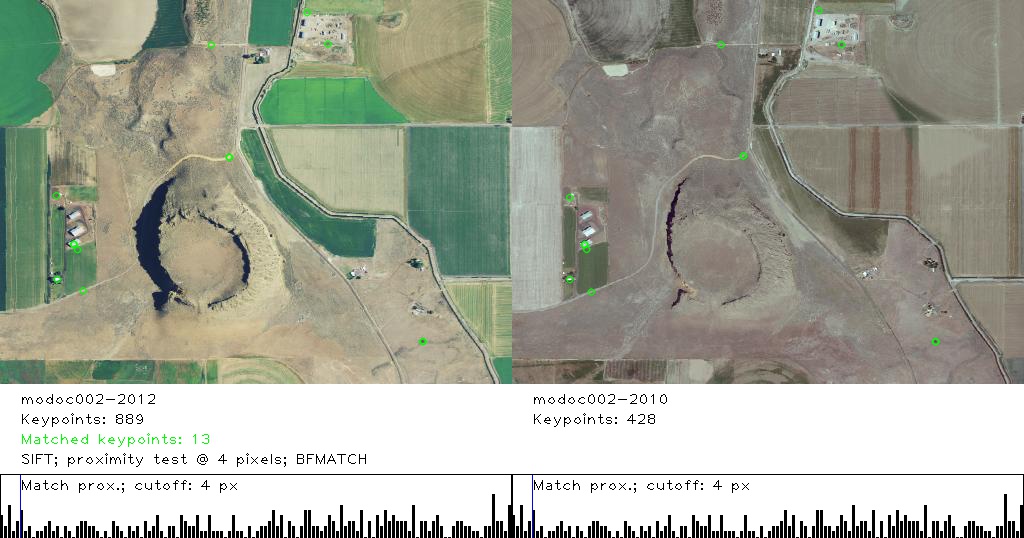 modoc002-2012
Keypoints: 889
Matched keypoints: 13
SIFT; proximity test @ 4 pixels; BFMATCH
Match prox.; cutoff: 4 px
modoc002-2010
Keypoints: 428
Match prox.; cutoff: 4 px